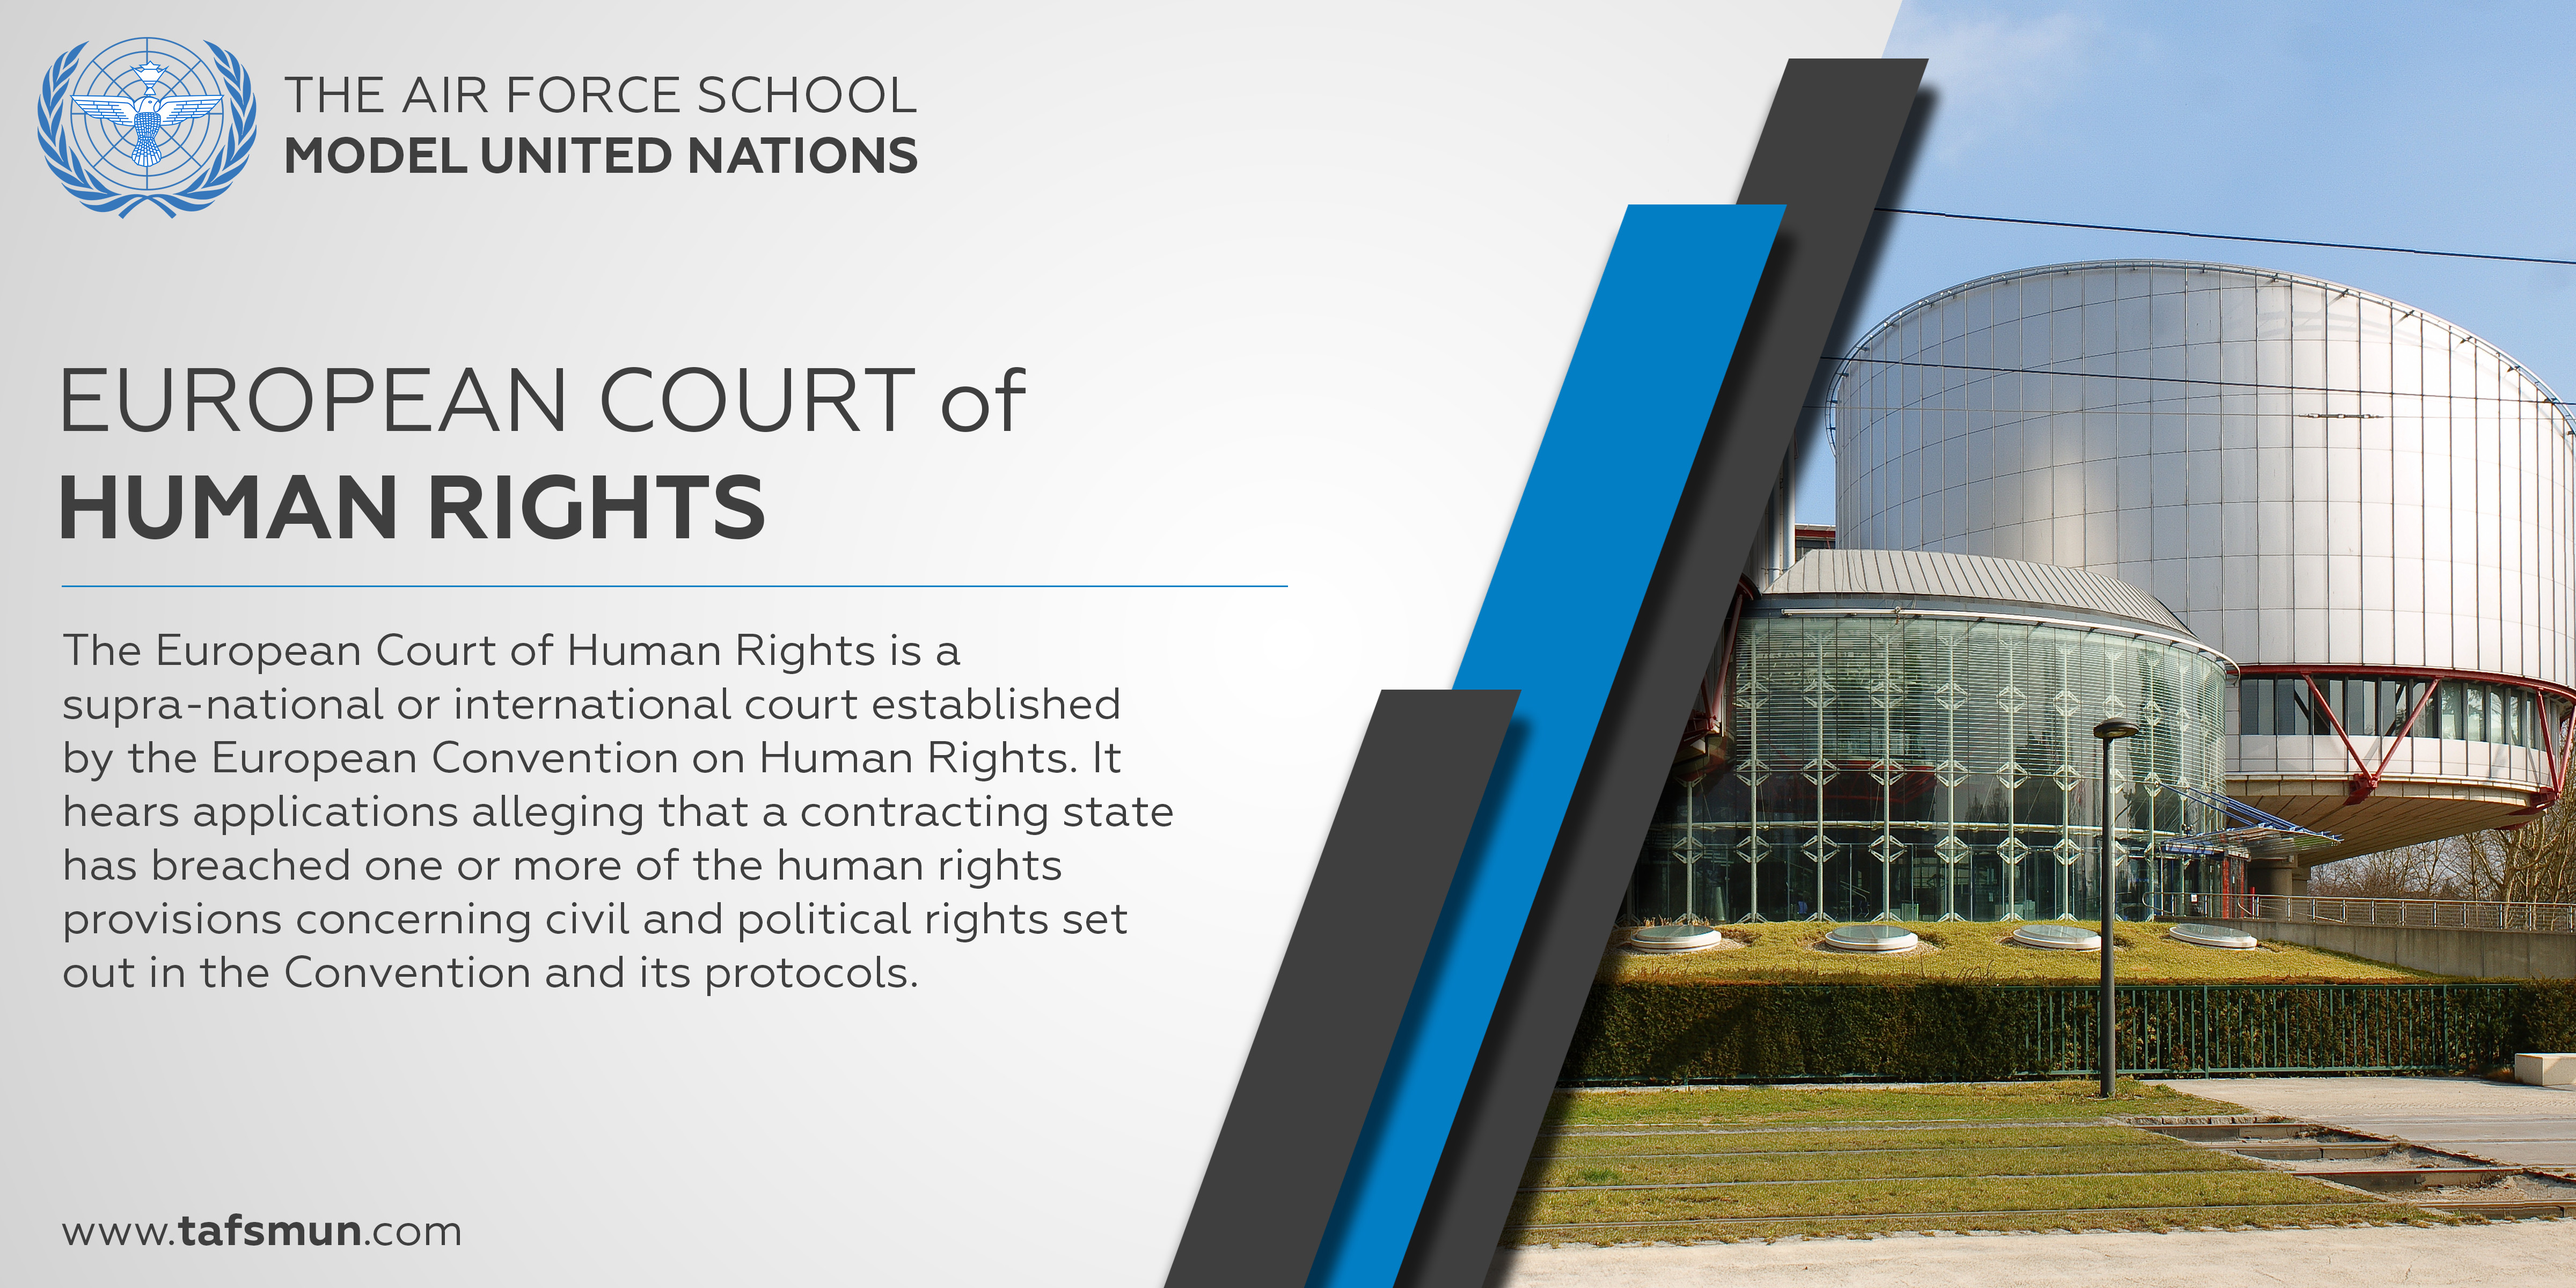 THE AIR FORCE SCHOOL
MODEL UNITED NATIONS
EUROPEAN COURT of
HUMAN RIGHTS
The European Court of Human Rights is a
supra-national or international court established
by the European Convention on Human Rights. It
hears applications alleging that a contracting state
has breached one or more of the human rights
provisions concerning civil and political rights set
out in the Convention and its protocols.
www.tafsmun.com